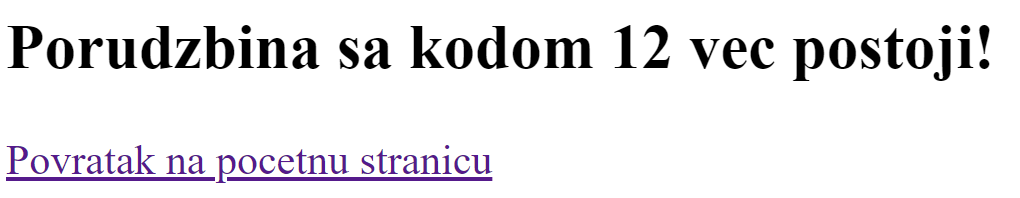 Porudzbina sa kodom 12 vec postoji!
Povratak na pocetnu stranicu